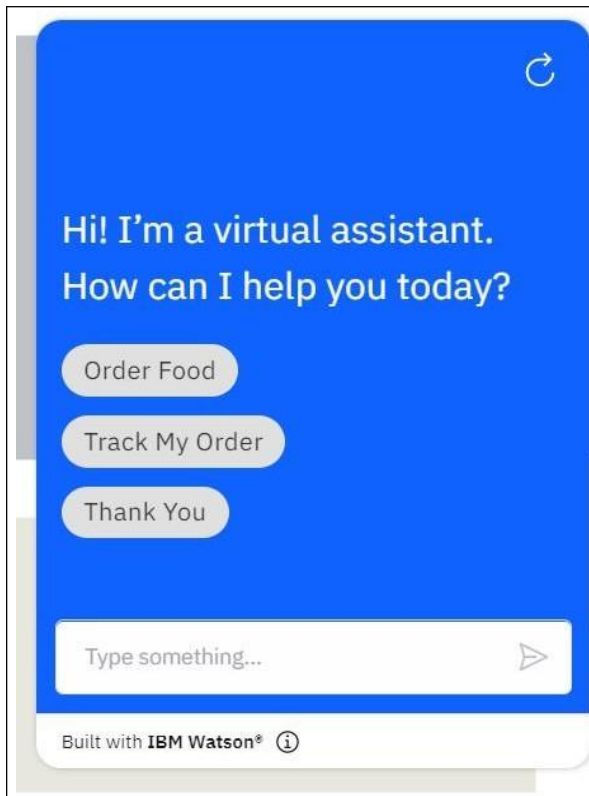 Hi! I’m a virtual assistant.
How can I help you today?
Order Food
Track My Order
Thank You
Type something...
Built with IBM Watson®